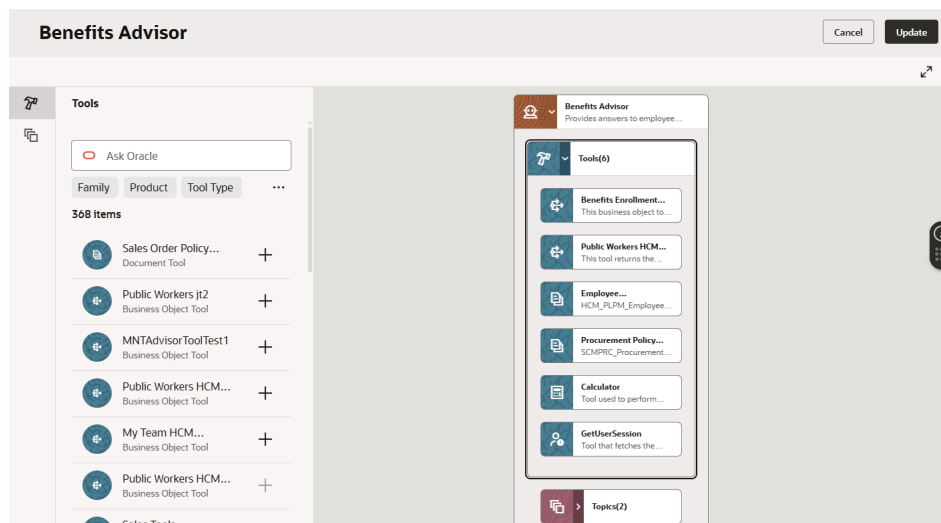 Benefits Advisor
Cancel
Update
Tools
Ask Oracle
Family
Product
Tool Type
368 items
Sales Order Policy...
Document Tool
Public Workers jt2
Business Object Tool
MNTAdvisorToolTest1
Business Object Tool
Public Workers HCM...
Business Object Tool
My Team HCM...
Business Object Tool
Public Workers HCM...
Business Object Tool
Benefits Advisor
Provides answers to employee...
Tools(6)
Benefits Enrollment...
This business object to...
Public Workers HCM...
This tool returns the...
Employee...
HCM_PLPM_Employee...
Procurement Policy...
SCMPRC_Procurement...
Calculator
Tool used to perform...
GetUserSession
Tool that fetches the...
Topics(2)